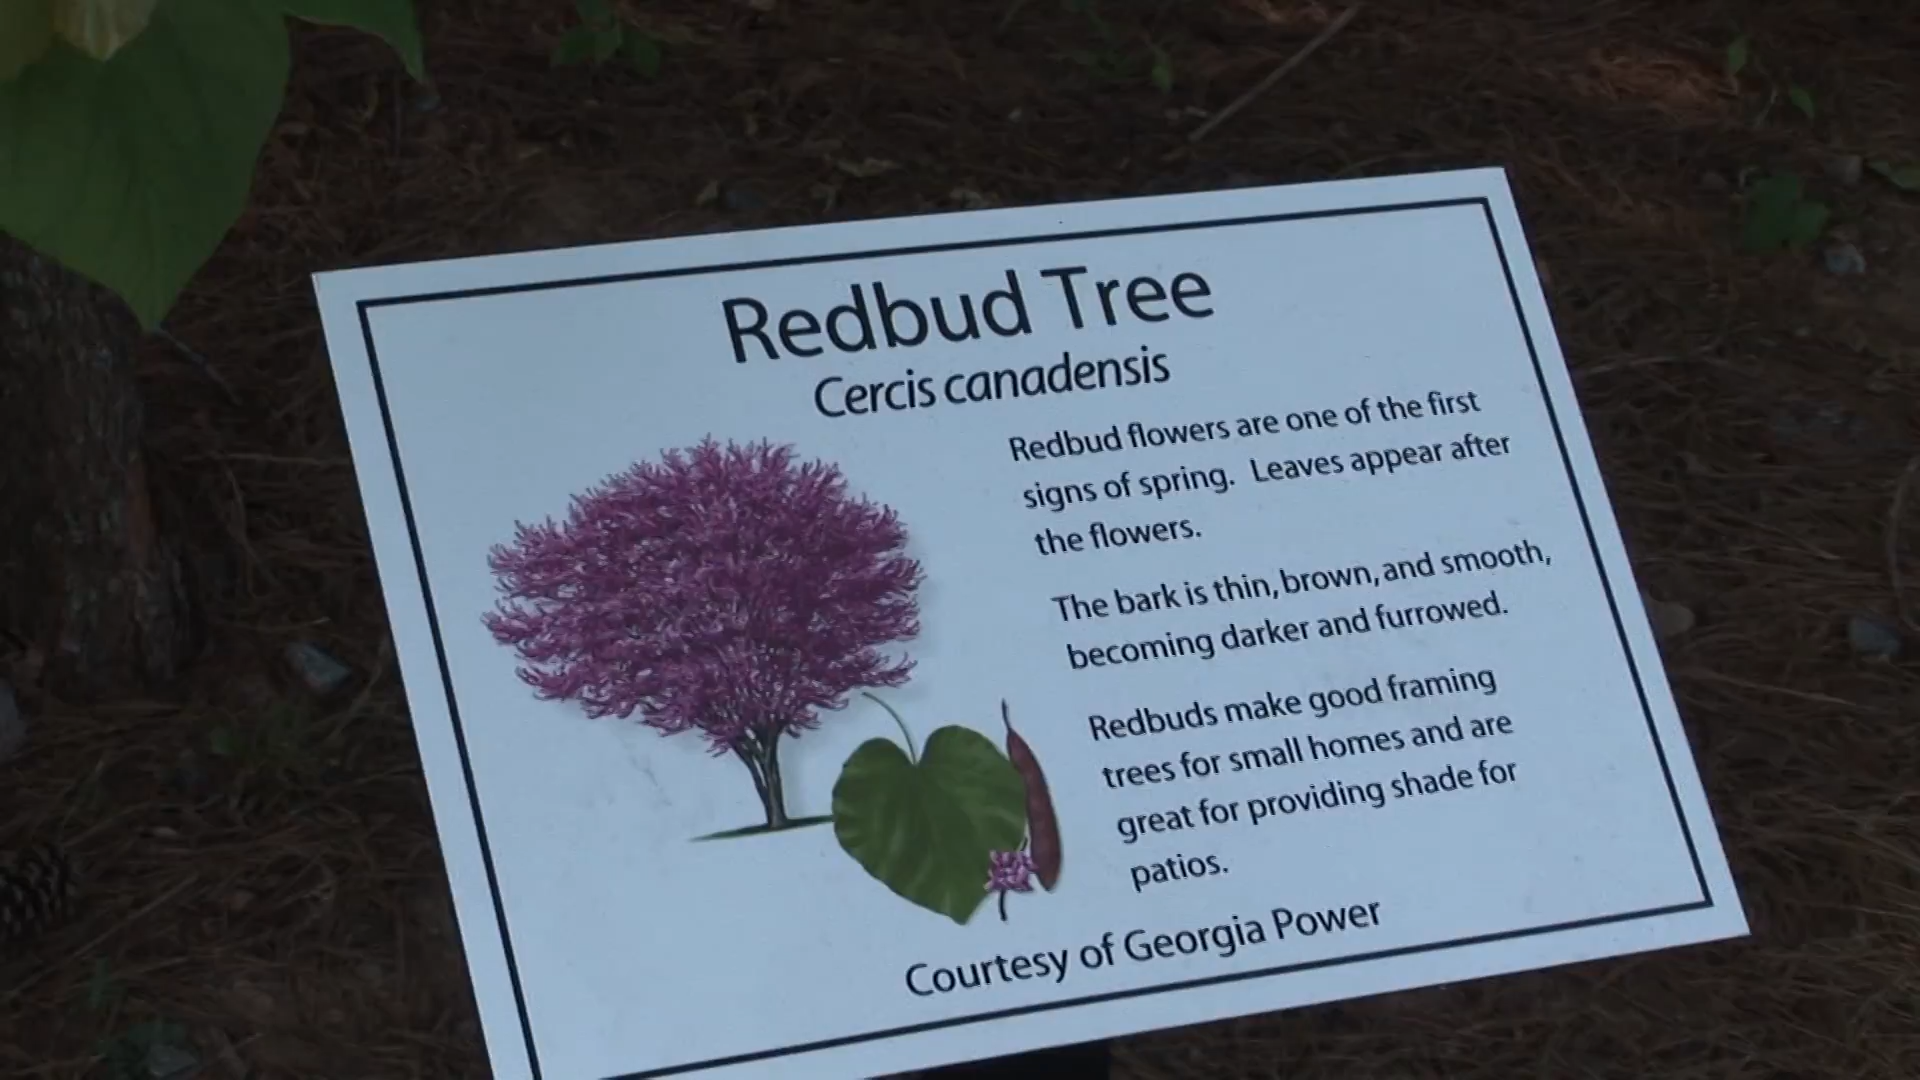 Redbud Tree
Cercis canadensis
Redbud flowers are one of the first
signs of spring. Leaves appear after
the flowers.
The bark is thin, brown, and smooth,
becoming darker and furrowed.
Redbuds make good framing
trees for small homes and are
great for providing shade for
patios.
Courtesy of Georgia Power